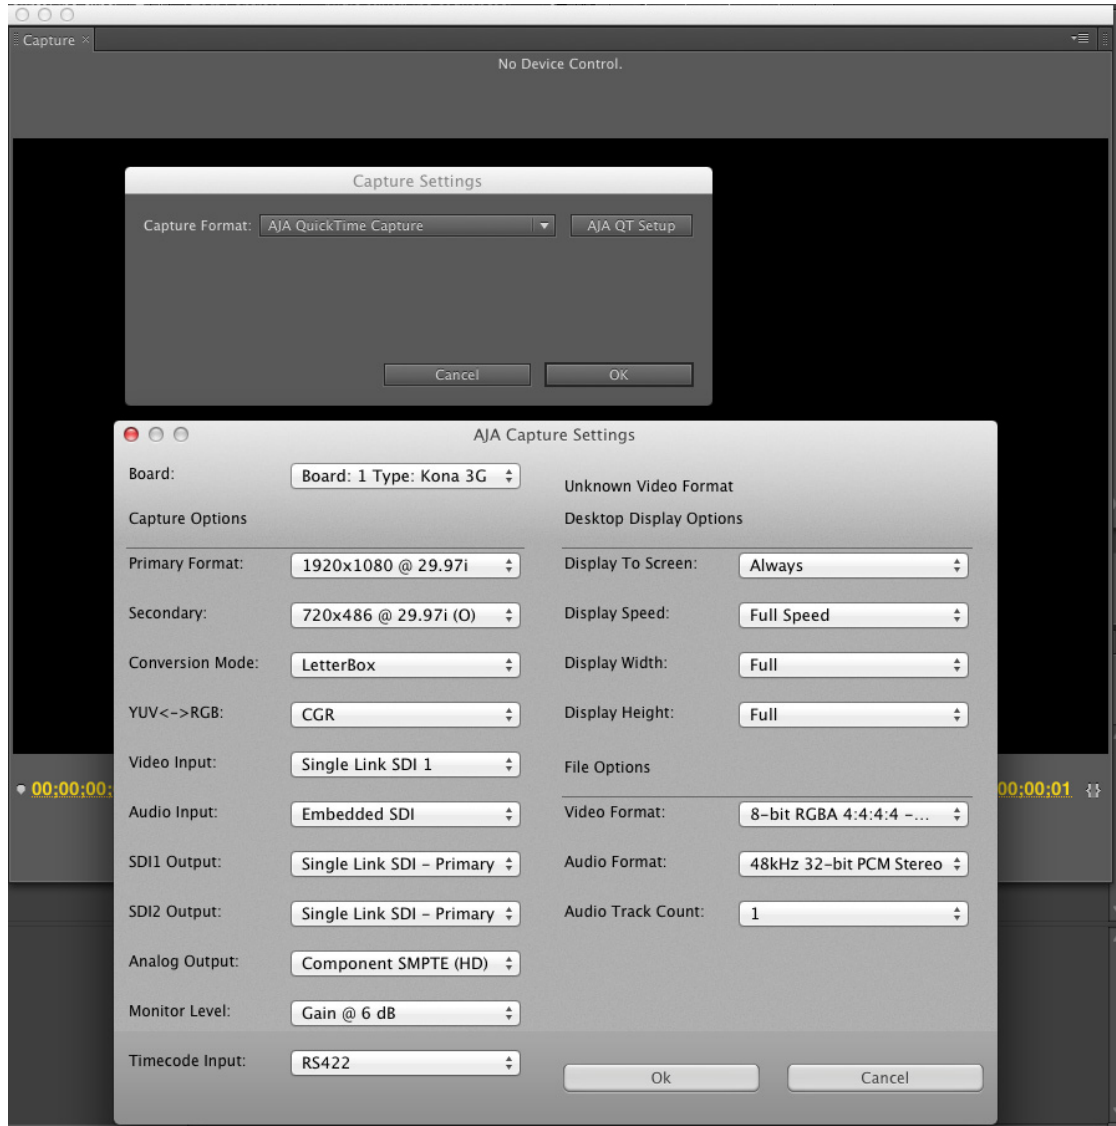 Capture ×
No Device Control.
Capture Settings
Capture Format: AJA QuickTime Capture AJA QT Setup
Cancel OK
AJA Capture Settings
Board: Board: 1 Type: Kona 3G
Unknown Video Format
Capture Options Desktop Display Options
Primary Format: 1920x1080 @ 29.97i Display To Screen: Always
Secondary: 720x486 @ 29.97i (O) Display Speed: Full Speed
Conversion Mode: LetterBox Display Width: Full
YUV<->RGB: CGR Display Height: Full
Video Input: Single Link SDI 1 File Options
00;00;00; 00;00;01 {}
Audio Input: Embedded SDI Video Format: 8-bit RGBA 4:4:4:4 -...
SDI1 Output: Single Link SDI - Primary Audio Format: 48kHz 32-bit PCM Stereo
SDI2 Output: Single Link SDI - Primary Audio Track Count: 1
Analog Output: Component SMPTE (HD)
Monitor Level: Gain @ 6 dB
Timecode Input: RS422 Ok Cancel